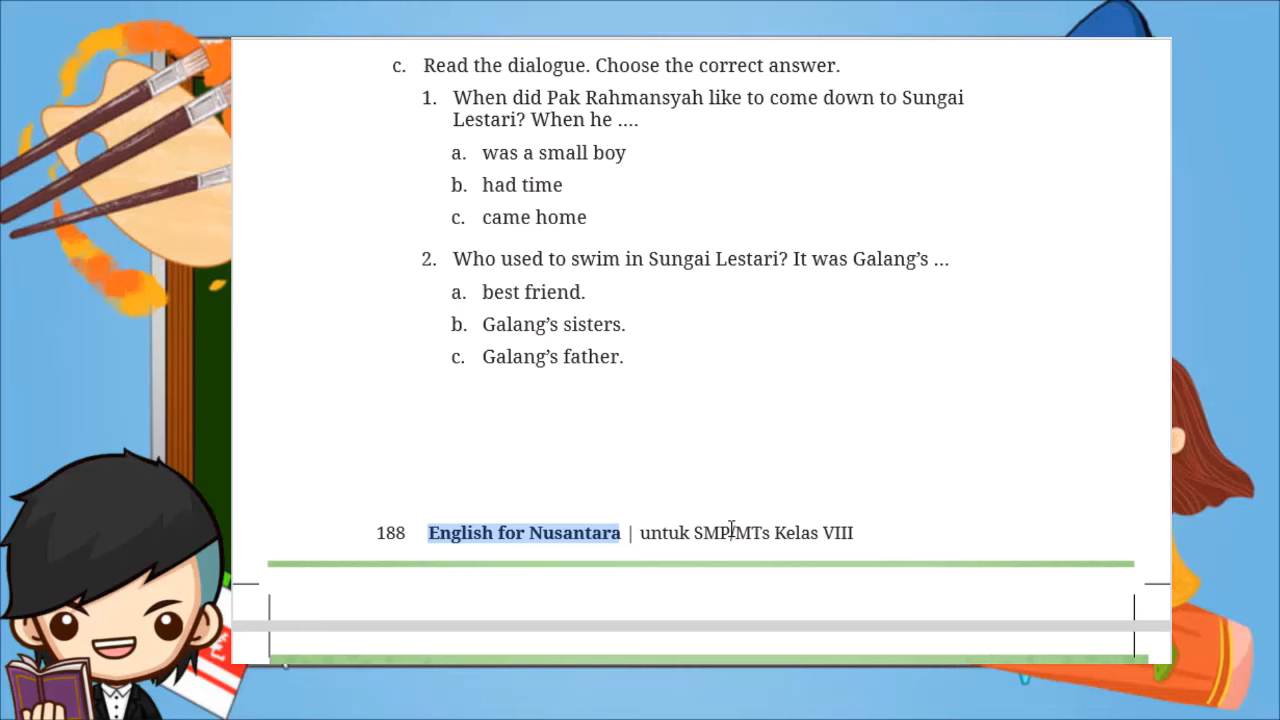 c. Read the dialogue. Choose the correct answer.
1. When did Pak Rahmansyah like to come down to Sungai
Lestari? When he ....
a. was a small boy
b. had time
c. came home
2. Who used to swim in Sungai Lestari? It was Galang’s ...
a. best friend.
b. Galang’s sisters.
c. Galang’s father.
188 English for Nusantara | untuk SMP/MTs Kelas VIII